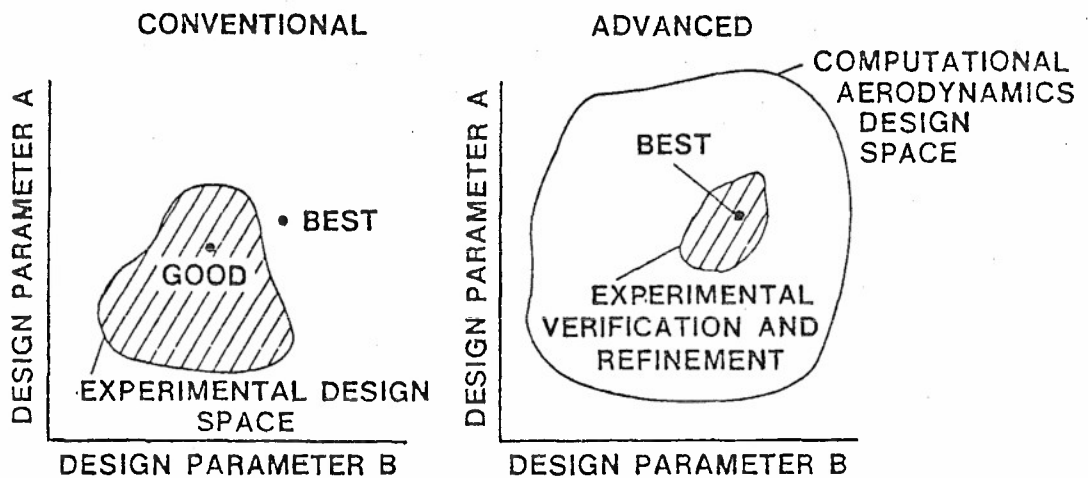 CONVENTIONAL
DESIGN PARAMETER A
BEST
GOOD
EXPERIMENTAL DESIGN
SPACE
DESIGN PARAMETER B
ADVANCED
COMPUTATIONAL
AERODYNAMICS
DESIGN
SPACE
DESIGN PARAMETER A
BEST
EXPERIMENTAL
VERIFICATION AND
REFINEMENT
DESIGN PARAMETER B